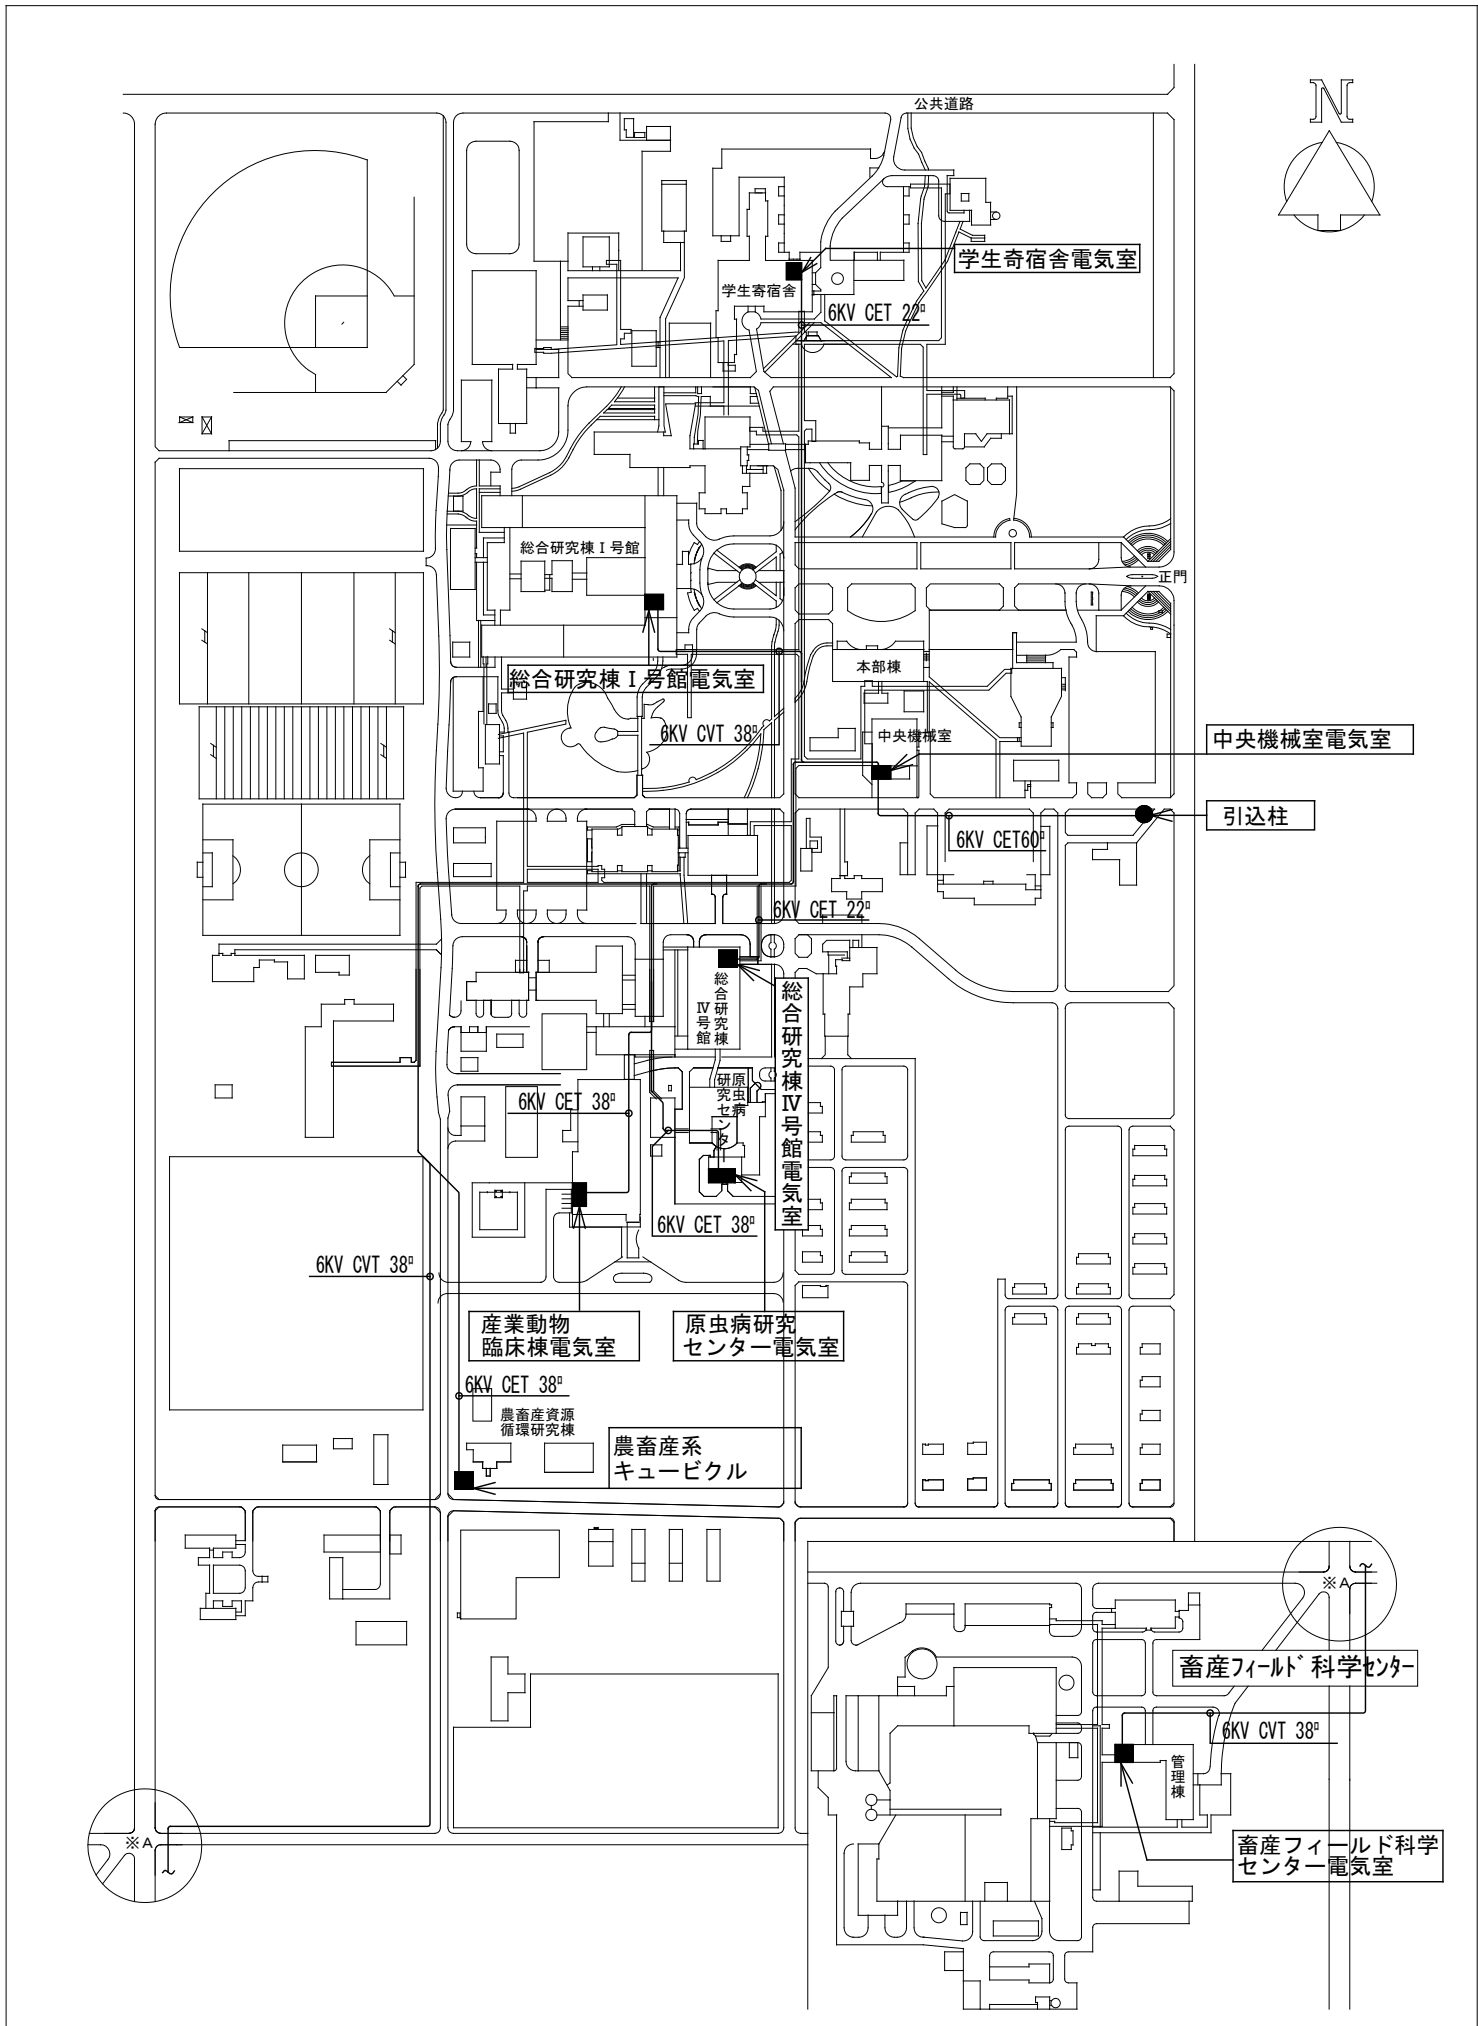 公共道路
N
学生寄宿舎電気室
学生寄宿舎
6KV CET 22□
総合研究棟Ⅰ号館
正門
本部棟
総合研究棟Ⅰ号館電気室
6KV CVT 38□
中央機械室
中央機械室電気室
引込柱
6KV CET60□
6KV CET 22□
総合研究棟
Ⅳ号館
総合研究棟Ⅳ号館電気室
原虫病
研究センター
6KV CET 38□
6KV CET 38□
6KV CVT 38□
産業動物
臨床棟電気室
原虫病研究
センター電気室
6KV CET 38□
農畜産資源
循環研究棟
農畜産系
キュービクル
※A
畜産フィールド科学センター
6KV CVT 38□
管理棟
※A
畜産フィールド科学
センター電気室